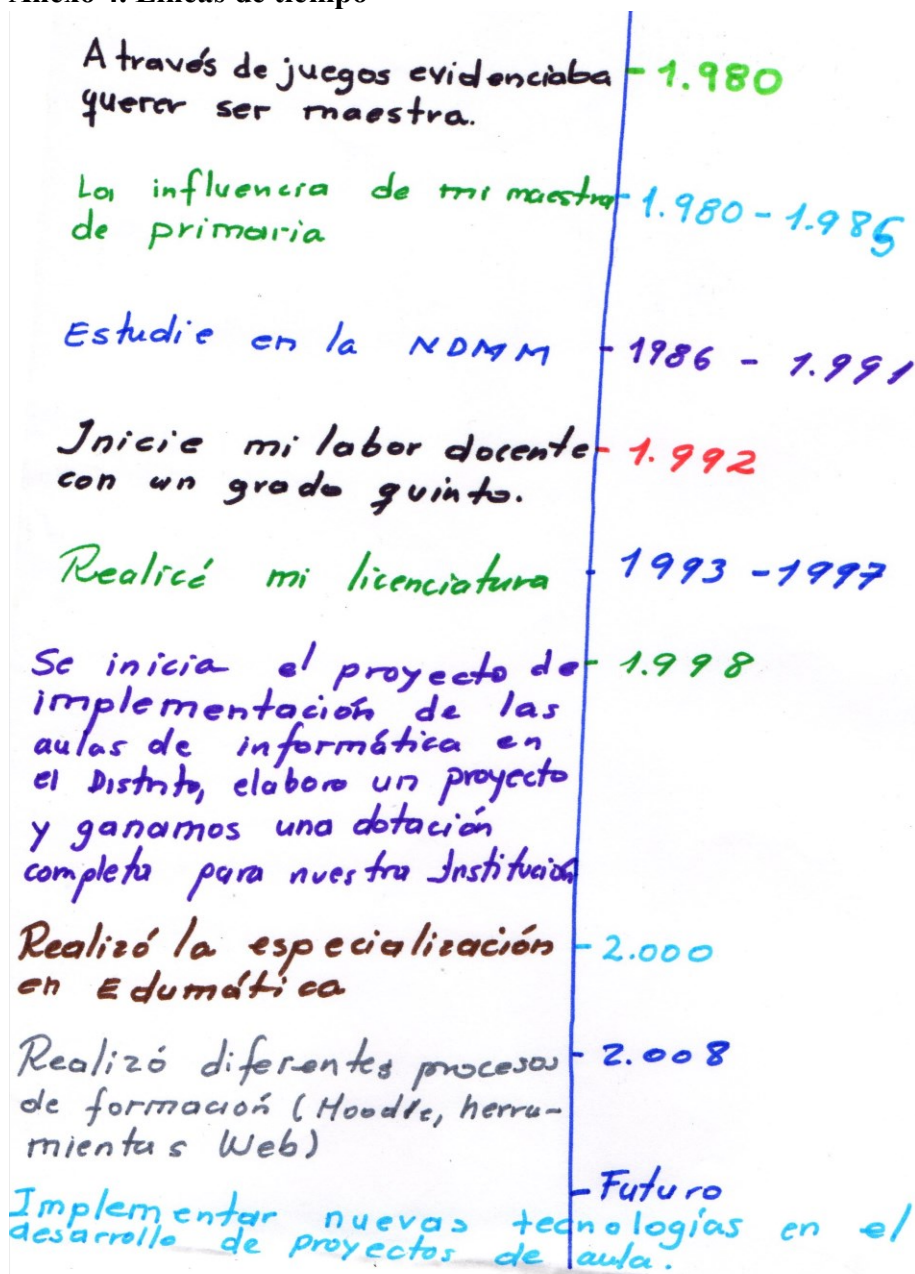 Anexo 4. Líneas de tiempo
A través de juegos evidenciaba - 1.980
querer ser maestra.
La influencia de mi maestra - 1.980 - 1.985
de primaria
Estudie en la NDMM - 1986 - 1.991
Inicie mi labor docente - 1.992
con un grado quinto.
Realicé mi licenciatura - 1993 - 1997
Se inicia el proyecto de - 1.998
implementación de las
aulas de informática en
el Distrito, elaboro un proyecto
y ganamos una dotación
completa para nuestra Institución
Realizó la especialización - 2.000
en Edumática
Realizó diferentes procesos - 2.008
de formación (Moodle, herra-
mientas Web)
- Futuro
Implementar nuevas tecnologías en el
desarrollo de proyectos de aula.